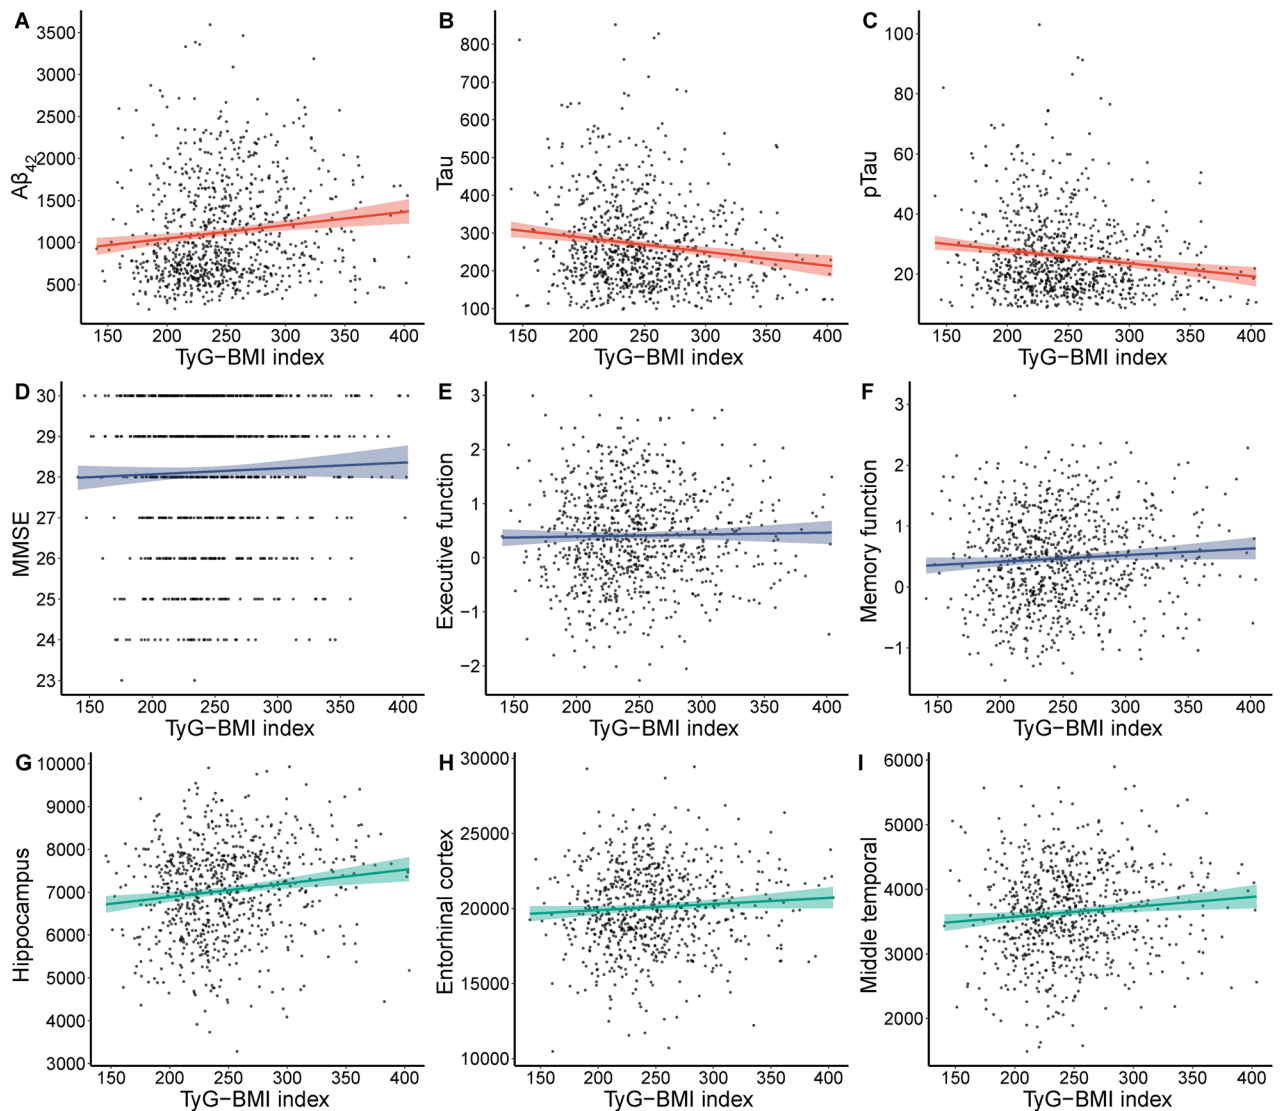 A
Aβ42
3500
3000
2500
2000
1500
1000
500
150 200 250 300 350 400
TyG−BMI index
B
Tau
800
700
600
500
400
300
200
100
150 200 250 300 350 400
TyG−BMI index
C
pTau
100
80
60
40
20
150 200 250 300 350 400
TyG−BMI index
D
MMSE
30
29
28
27
26
25
24
23
150 200 250 300 350 400
TyG−BMI index
E
Executive function
3
2
1
0
−1
−2
150 200 250 300 350 400
TyG−BMI index
F
Memory function
3
2
1
0
−1
150 200 250 300 350 400
TyG−BMI index
G
Hippocampus
10000
9000
8000
7000
6000
5000
4000
3000
150 200 250 300 350 400
TyG−BMI index
H
Entorhinal cortex
30000
25000
20000
15000
10000
150 200 250 300 350 400
TyG−BMI index
I
Middle temporal
6000
5000
4000
3000
2000
150 200 250 300 350 400
TyG−BMI index